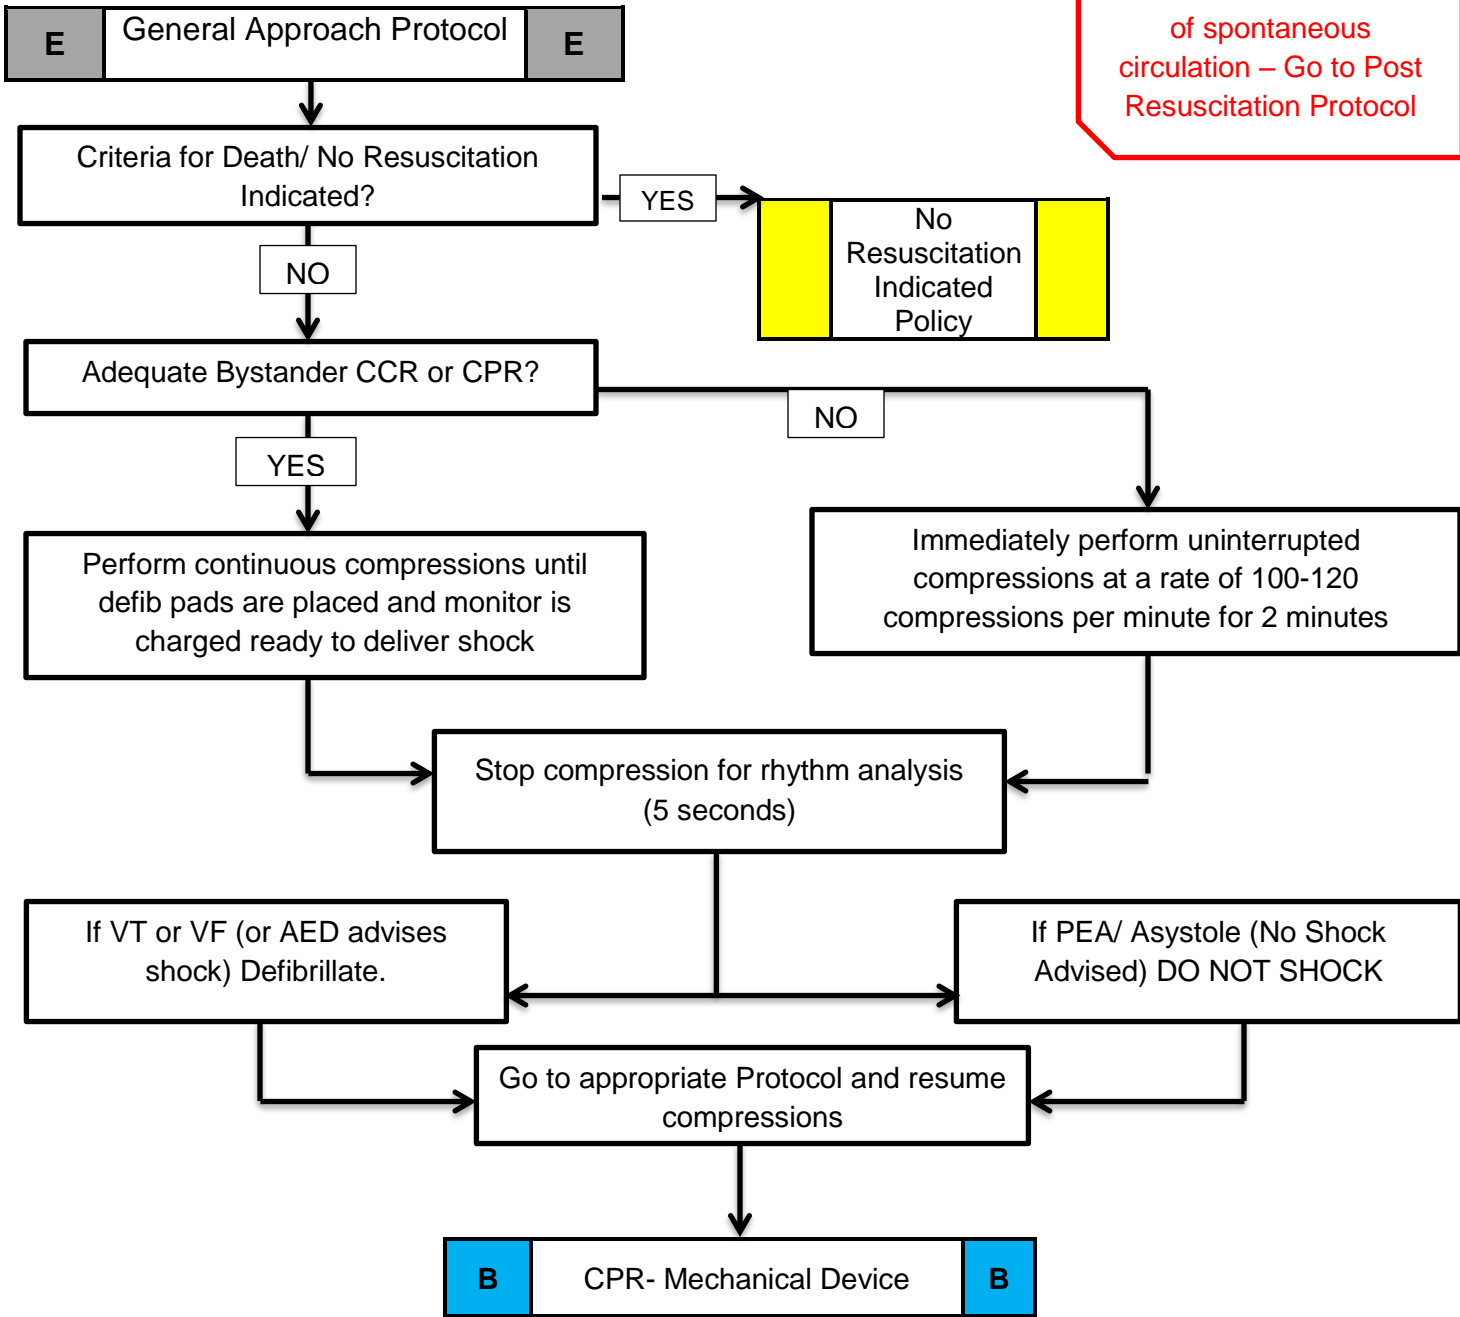 E General Approach Protocol E
of spontaneous
circulation – Go to Post
Resuscitation Protocol
Criteria for Death/ No Resuscitation
Indicated?
YES
No
Resuscitation
Indicated
Policy
NO
Adequate Bystander CCR or CPR?
NO
YES
Perform continuous compressions until
defib pads are placed and monitor is
charged ready to deliver shock
Immediately perform uninterrupted
compressions at a rate of 100-120
compressions per minute for 2 minutes
Stop compression for rhythm analysis
(5 seconds)
If VT or VF (or AED advises
shock) Defibrillate.
If PEA/ Asystole (No Shock
Advised) DO NOT SHOCK
Go to appropriate Protocol and resume
compressions
B CPR- Mechanical Device B